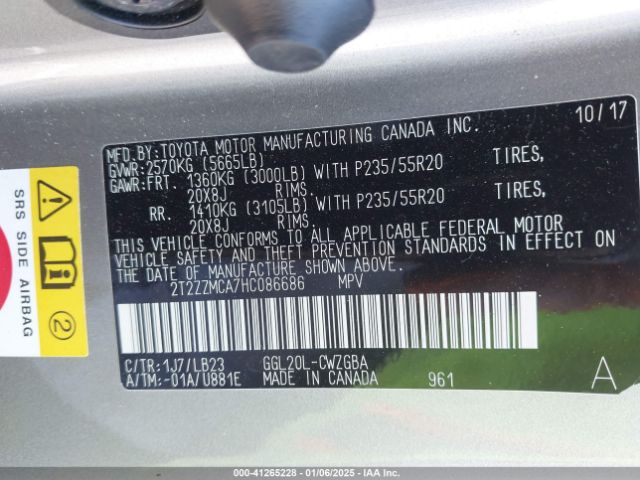 MFD.BY:TOYOTA MOTOR MANUFACTURING CANADA INC. 10/17
GVWR:2570KG (5665LB)
GAWR:FRT. 1360KG (3000LB) WITH P235/55R20 TIRES,
20X8J RIMS.
RR. 1410KG (3105LB) WITH P235/55R20 TIRES,
20X8J RIMS.
THIS VEHICLE CONFORMS TO ALL APPLICABLE FEDERAL MOTOR
VEHICLE SAFETY AND THEFT PREVENTION STANDARDS IN EFFECT ON
THE DATE OF MANUFACTURE SHOWN ABOVE.
2T2ZZMCA7HC086686 MPV
C/TR:1J7/LB23 GGL20L-CWZGBA
A/TM:-01A/U881E MADE IN CANADA 961 A
SRS SIDE AIRBAG
2
000-41265228 - 01/06/2025 - IAA Inc.